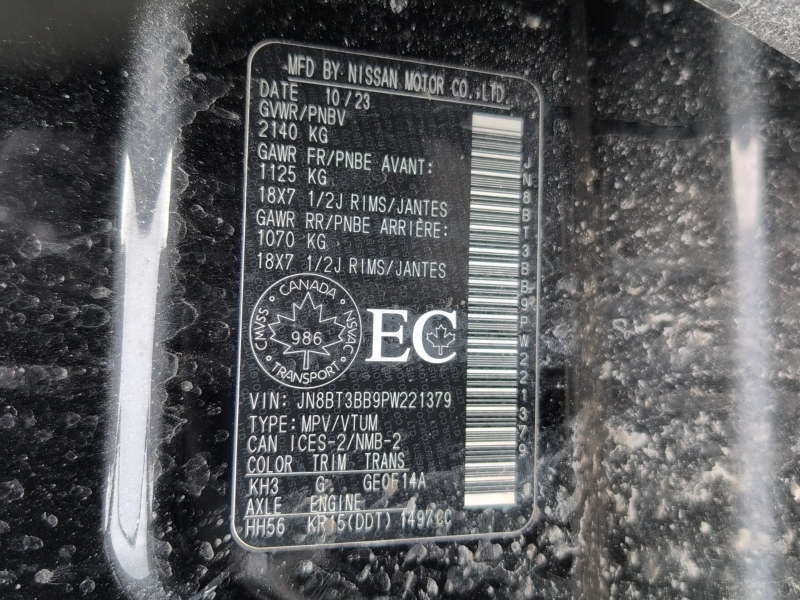 MFD BY NISSAN MOTOR CO.,LTD.
DATE 10/23
GVWR/PNBV
2140 KG
GAWR FR/PNBE AVANT:
1125 KG
18X7 1/2J RIMS/JANTES
GAWR RR/PNBE ARRIÈRE:
1070 KG
18X7 1/2J RIMS/JANTES
CANADA
CMVSS 986 NSVAC
TRANSPORT
EC
VIN: JN8BT3BB9PW221379
TYPE: MPV/VTUM
CAN ICES-2/NMB-2
COLOR TRIM TRANS
KH3 G GE0F14A
AXLE ENGINE
HH56 KR15(DDT) 1497CC
JN8BT3BB9PW221379